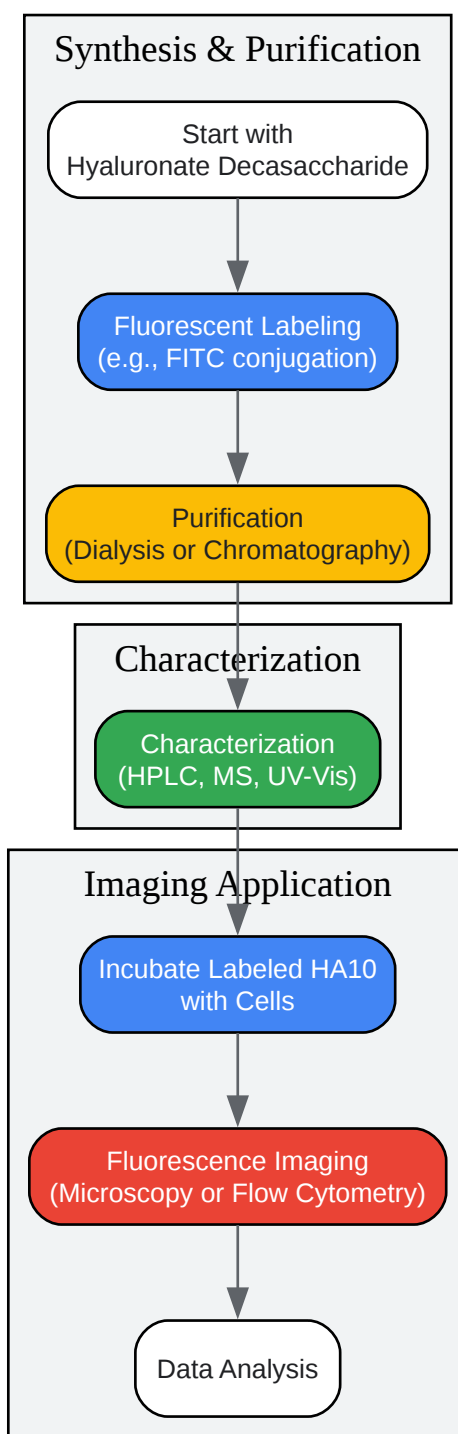 Synthesis & Purification
Start with
Hyaluronate Decasaccharide
Fluorescent Labeling
(e.g., FITC conjugation)
Purification
(Dialysis or Chromatography)
Characterization
Characterization
(HPLC, MS, UV-Vis)
Imaging Application
Incubate Labeled HA10
with Cells
Fluorescence Imaging
(Microscopy or Flow Cytometry)
Data Analysis